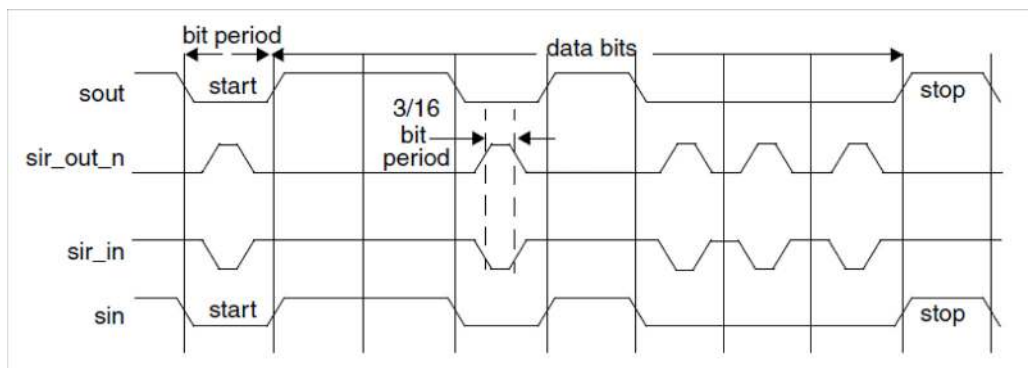 bit period
data bits
sout
start
stop
3/16
bit
period
sir_out_n
sir_in
sin
start
stop